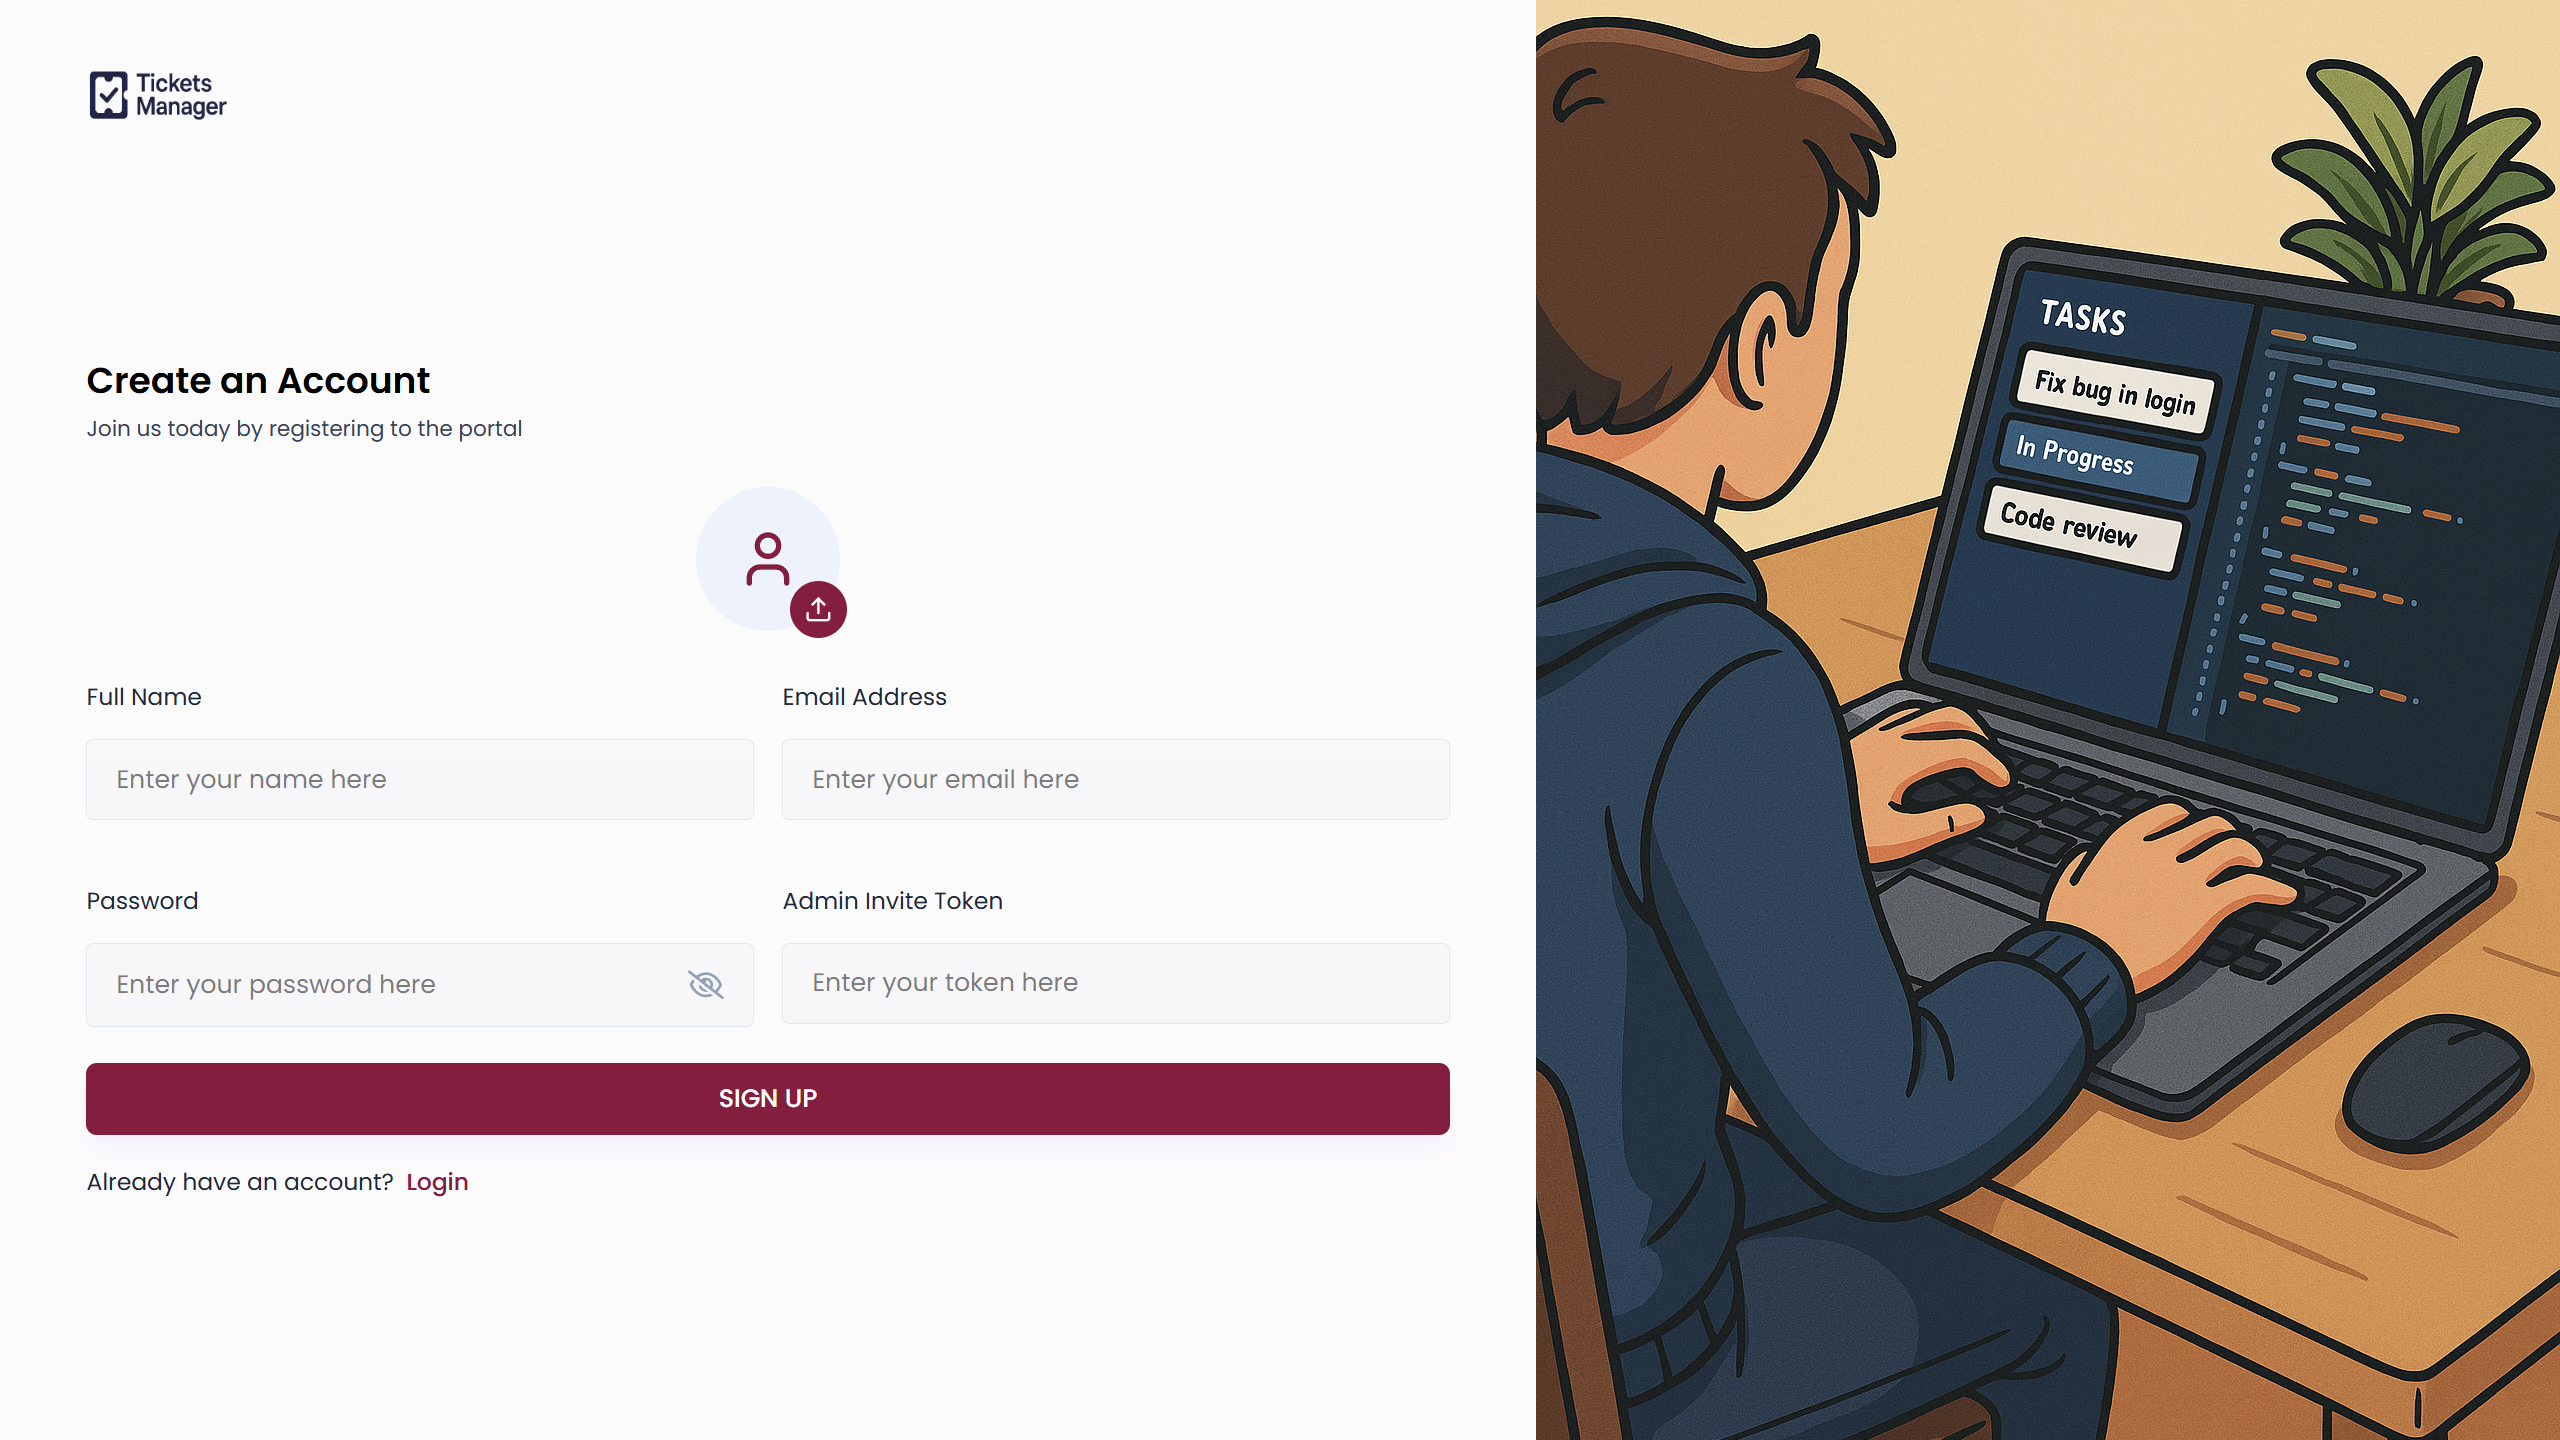 Tickets
Manager
Create an Account
Join us today by registering to the portal
Full Name
Email Address
Enter your name here
Enter your email here
Password
Admin Invite Token
Enter your password here
Enter your token here
SIGN UP
Already have an account? Login
TASKS
Fix bug in login
In Progress
Code review